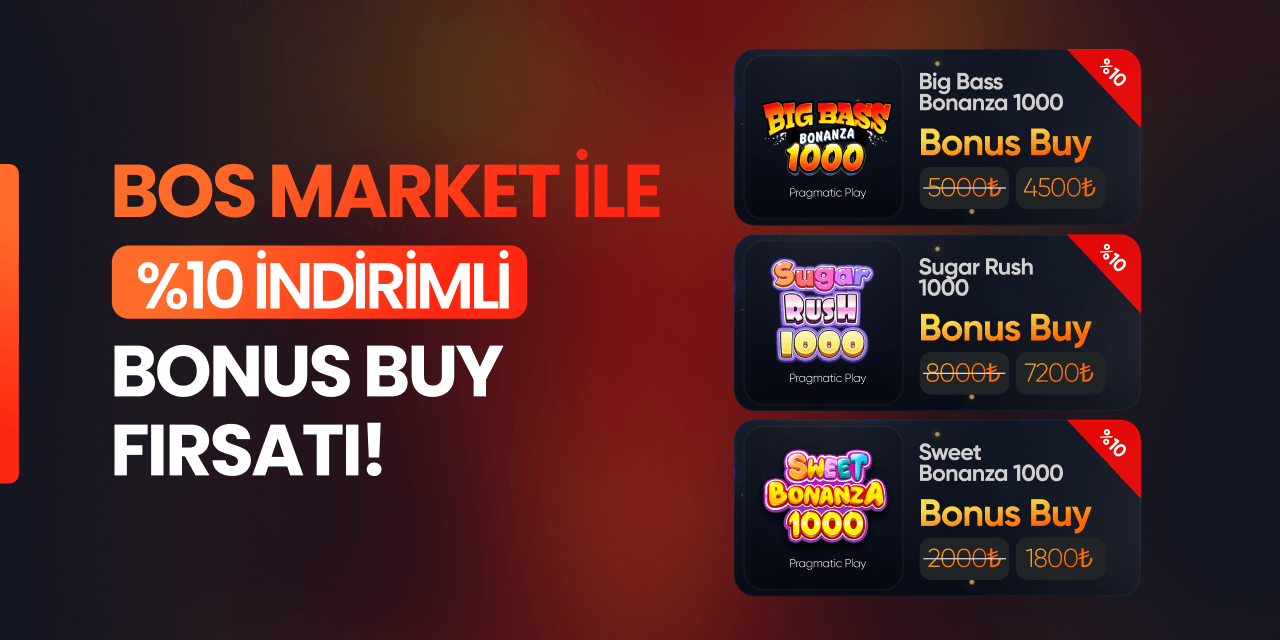 BOS MARKET İLE
%10 İNDİRİMLİ
BONUS BUY
FIRSATI!
BIG BASS
BONANZA
1000
Pragmatic Play
Big Bass
Bonanza 1000
Bonus Buy
5000₺ 4500₺
%10
Sugar
RUSH
1000
Pragmatic Play
Sugar Rush
1000
Bonus Buy
8000₺ 7200₺
%10
SWEET
BONANZA
1000
Pragmatic Play
Sweet
Bonanza 1000
Bonus Buy
2000₺ 1800₺
%10